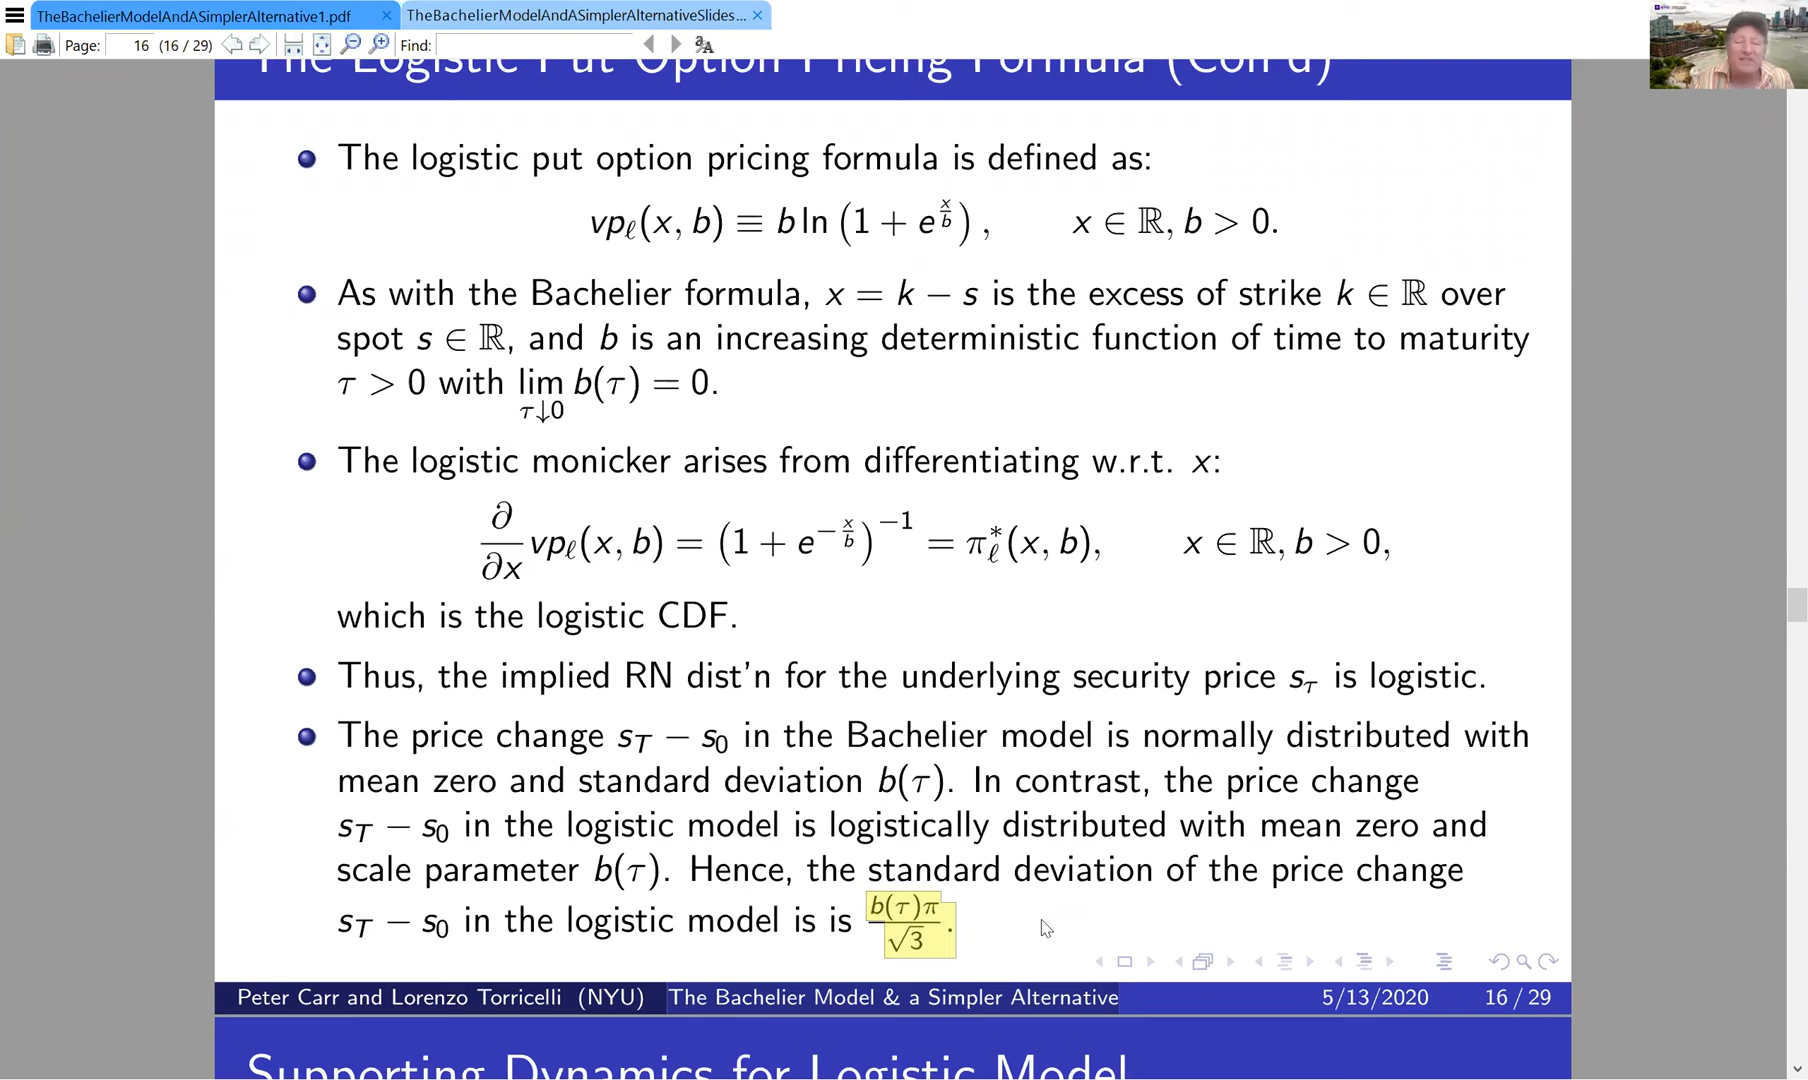 TheBachelierModelAndASimplerAlternative1.pdf × TheBachelierModelAndASimplerAlternativeSlides... ×
Page: 16 (16 / 29) Find:
The Logistic Put Option Pricing Formula (Con'd)
The logistic put option pricing formula is defined as:
vpℓ(x, b) ≡ b ln (1 + e^{x/b}), x ∈ ℝ, b > 0.
As with the Bachelier formula, x = k − s is the excess of strike k ∈ ℝ over
spot s ∈ ℝ, and b is an increasing deterministic function of time to maturity
τ > 0 with lim_{τ↓0} b(τ) = 0.
The logistic monicker arises from differentiating w.r.t. x:
∂/∂x vpℓ(x, b) = (1 + e^{−x/b})^{−1} = π*ℓ(x, b), x ∈ ℝ, b > 0,
which is the logistic CDF.
Thus, the implied RN dist'n for the underlying security price s_τ is logistic.
The price change s_T − s_0 in the Bachelier model is normally distributed with
mean zero and standard deviation b(τ). In contrast, the price change
s_T − s_0 in the logistic model is logistically distributed with mean zero and
scale parameter b(τ). Hence, the standard deviation of the price change
s_T − s_0 in the logistic model is is b(τ)π/√3.
Peter Carr and Lorenzo Torricelli (NYU) The Bachelier Model & a Simpler Alternative 5/13/2020 16 / 29
Supporting Dynamics for Logistic Model